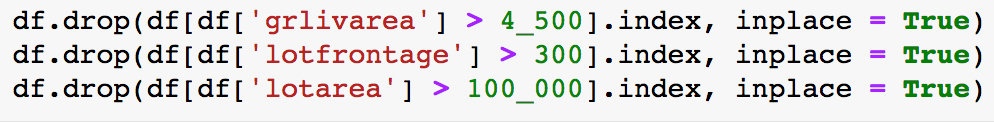 df.drop(df[df['grlivarea'] > 4_500].index, inplace = True)
df.drop(df[df['lotfrontage'] > 300].index, inplace = True)
df.drop(df[df['lotarea'] > 100_000].index, inplace = True)